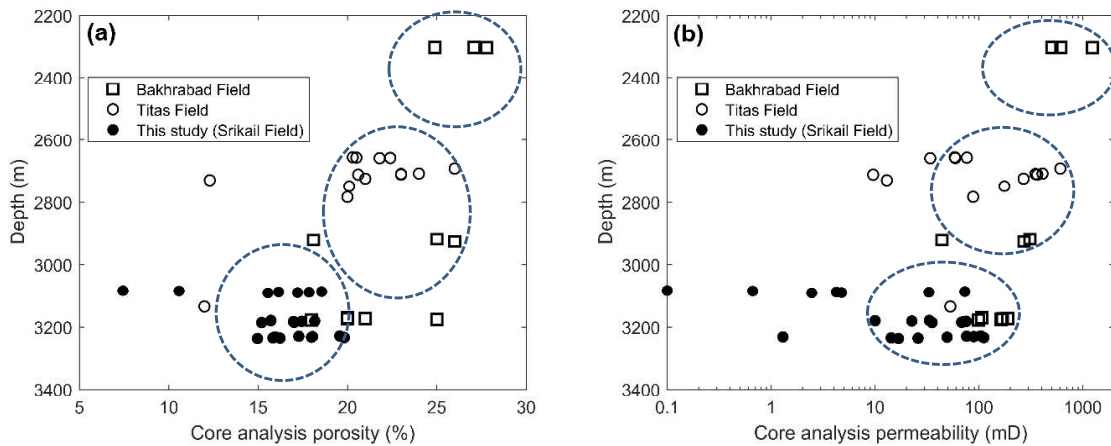 (a)
Bakhrabad Field
Titas Field
This study (Srikail Field)
2200
2400
2600
2800
3000
3200
3400
Depth (m)
5
10
15
20
25
30
Core analysis porosity (%)
(b)
Bakhrabad Field
Titas Field
This study (Srikail Field)
2200
2400
2600
2800
3000
3200
3400
Depth (m)
0.1
1
10
100
1000
Core analysis permeability (mD)